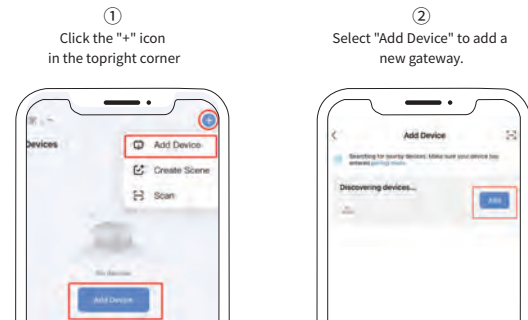 ①
Click the "+" icon
in the topright corner
Devices
Add Device
Create Scene
Scan
No devices
Add Device
②
Select "Add Device" to add a
new gateway.
Add Device
Searching for nearby devices. Make sure your device has
entered pairing mode.
Discovering devices...
Add